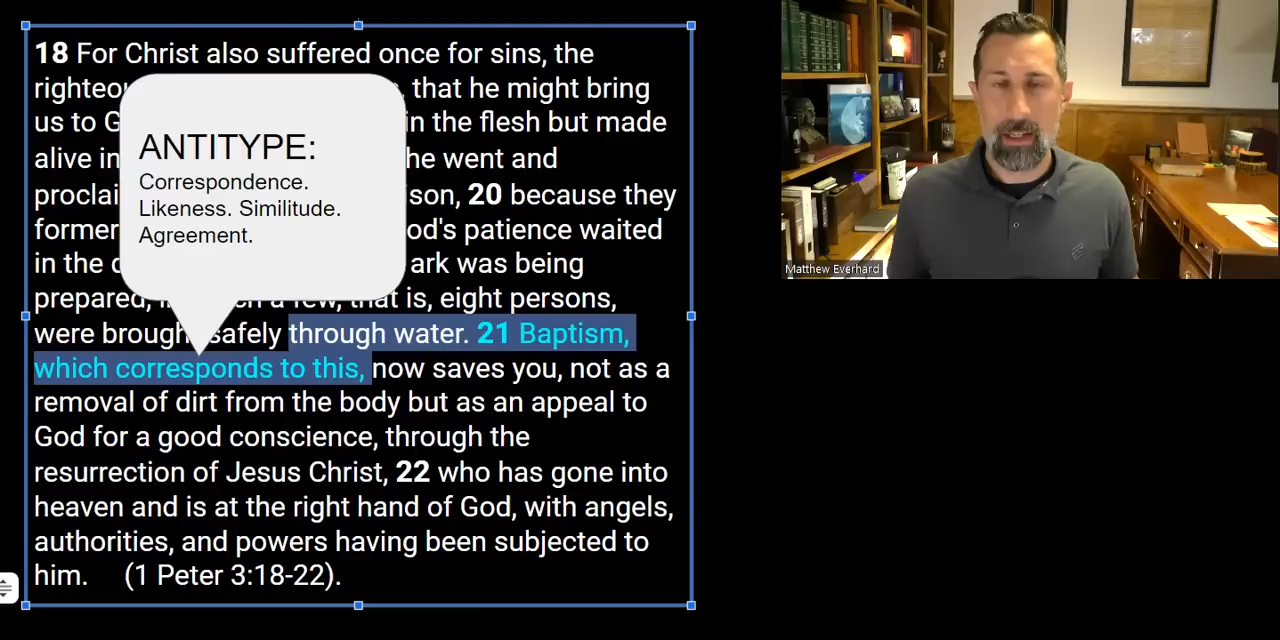 18 For Christ also suffered once for sins, the
righteou , that he might bring
us to G in the flesh but made
alive in he went and
proclai ison, 20 because they
former od's patience waited
in the d ark was being
prepared, a few, that is, eight persons,
were brough safely through water. 21 Baptism,
which corresponds to this, now saves you, not as a
removal of dirt from the body but as an appeal to
God for a good conscience, through the
resurrection of Jesus Christ, 22 who has gone into
heaven and is at the right hand of God, with angels,
authorities, and powers having been subjected to
him. (1 Peter 3:18-22).
ANTITYPE:
Correspondence.
Likeness. Similitude.
Agreement.
Matthew Everhard